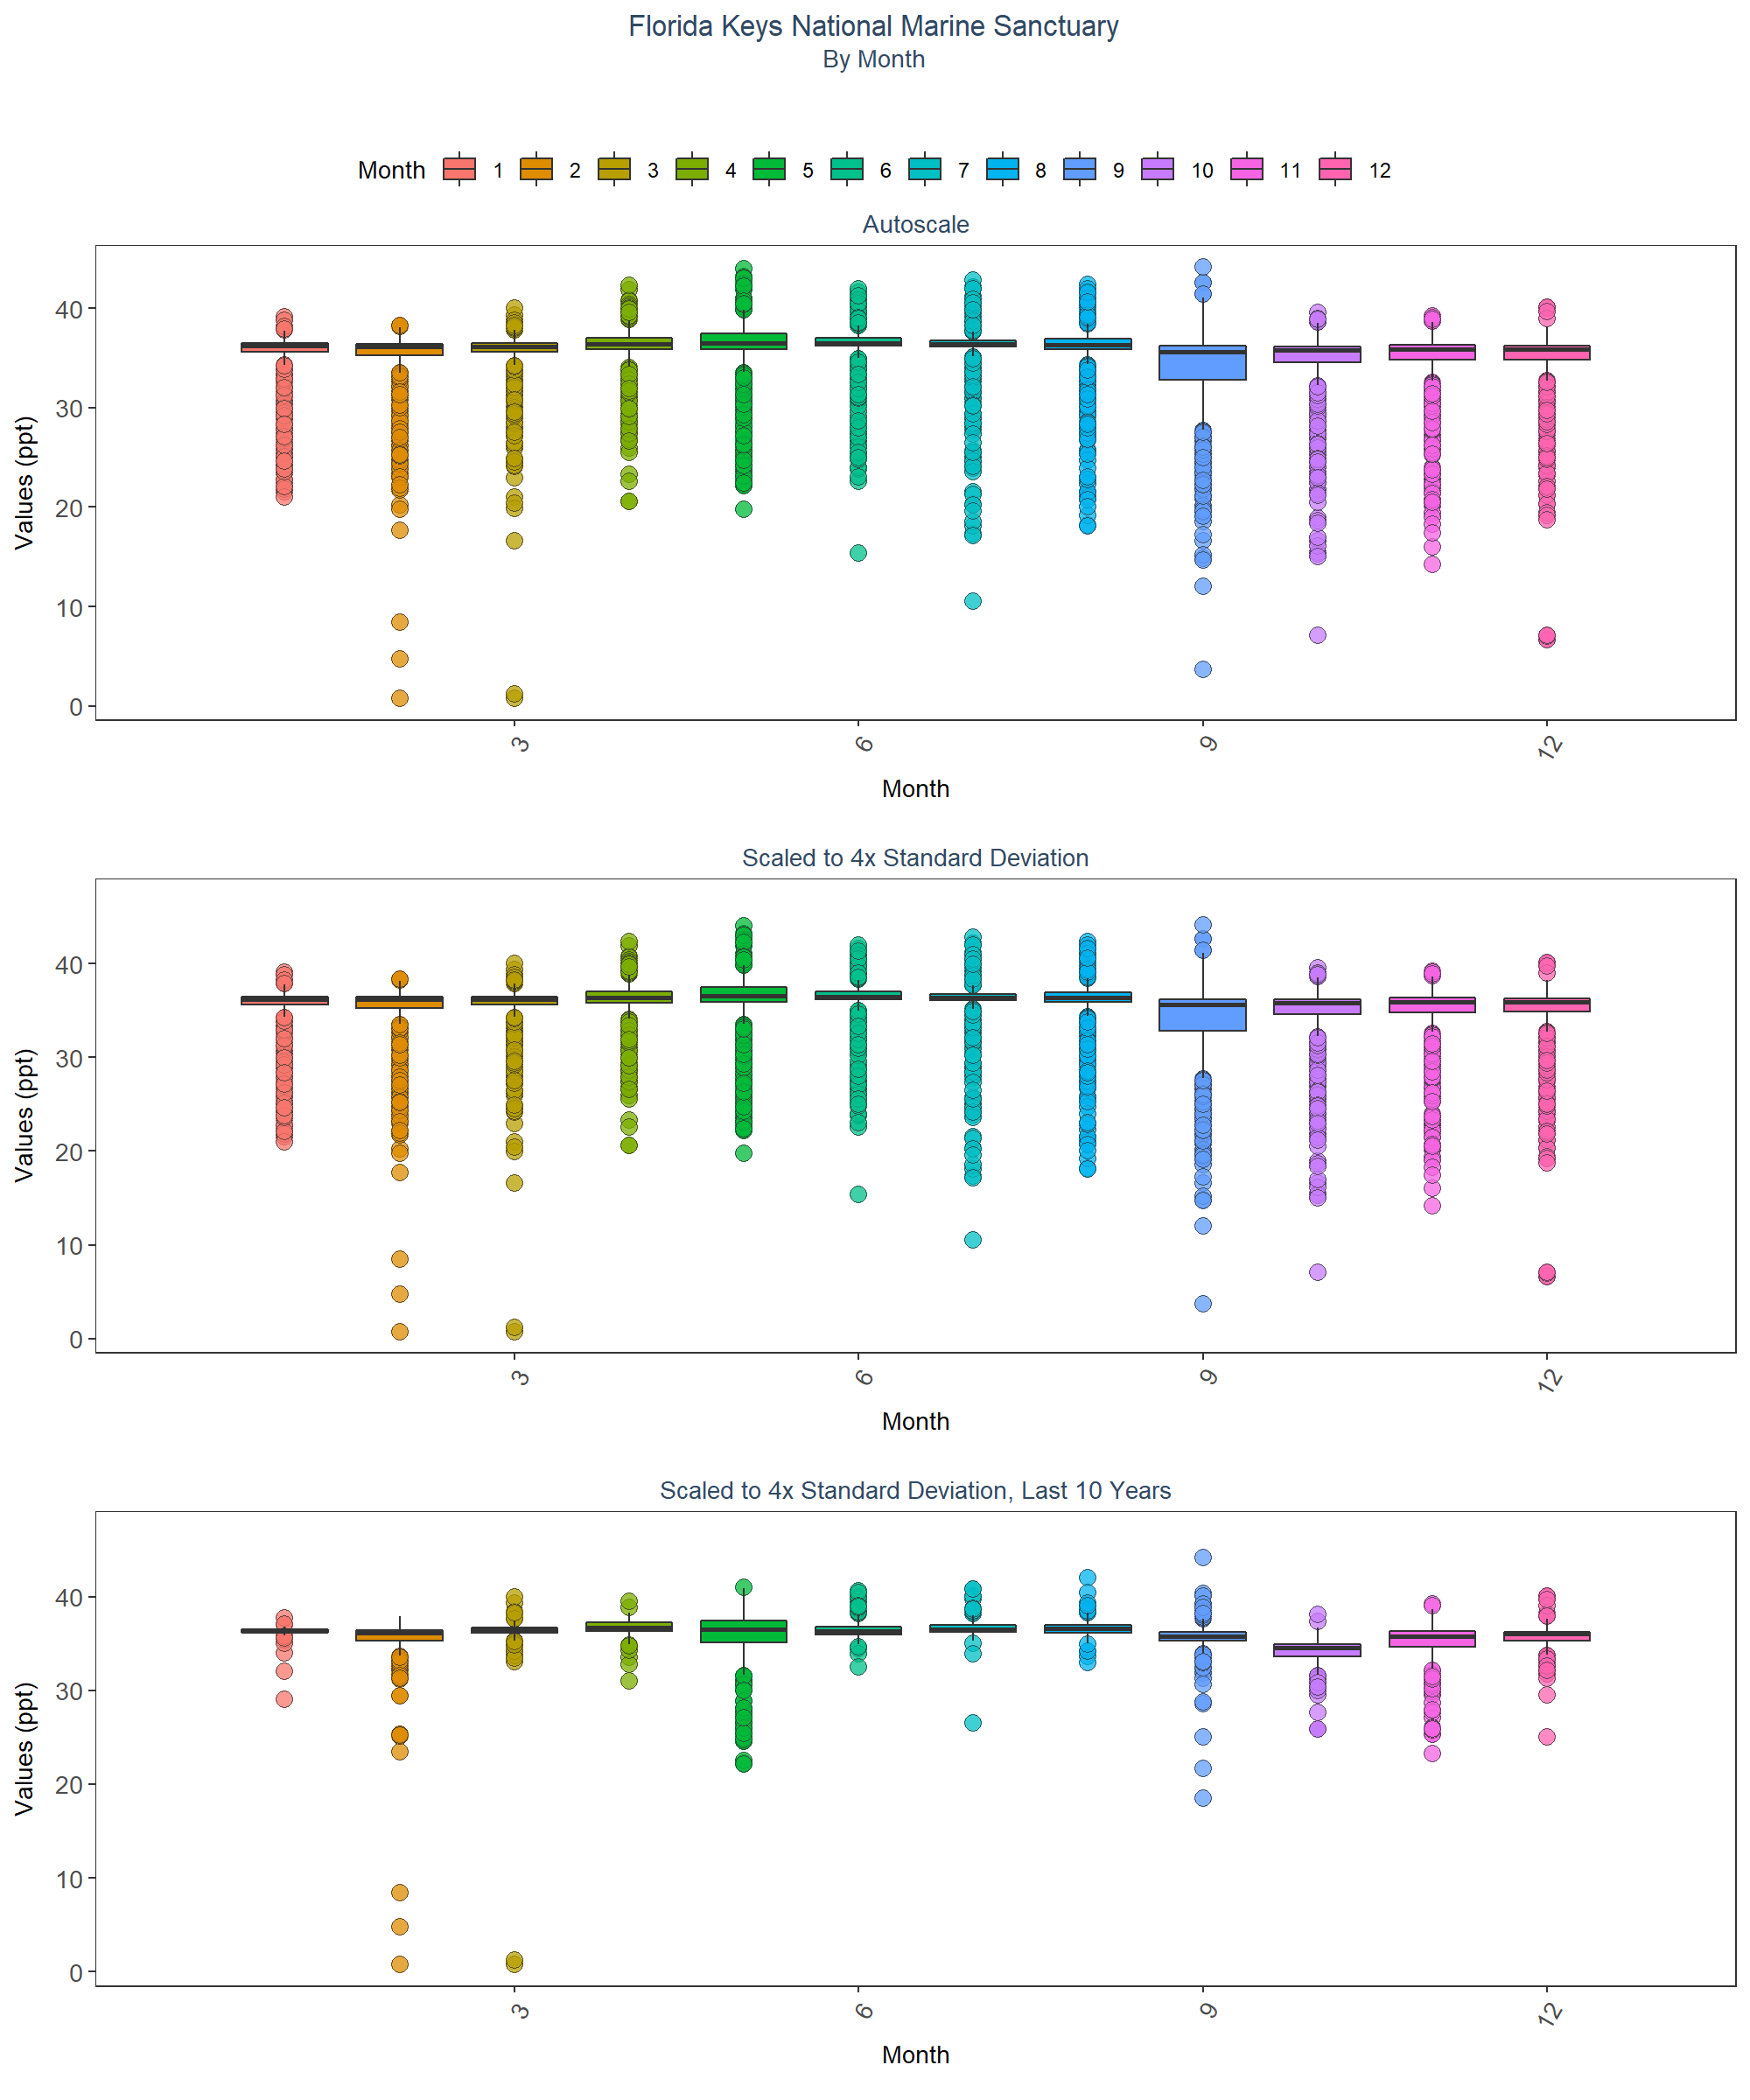 Florida Keys National Marine Sanctuary
By Month
Month 1 2 3 4 5 6 7 8 9 10 11 12
Autoscale
Values (ppt)
40
30
20
10
0
3 6 9 12
Month
Scaled to 4x Standard Deviation
Values (ppt)
40
30
20
10
0
3 6 9 12
Month
Scaled to 4x Standard Deviation, Last 10 Years
Values (ppt)
40
30
20
10
0
3 6 9 12
Month